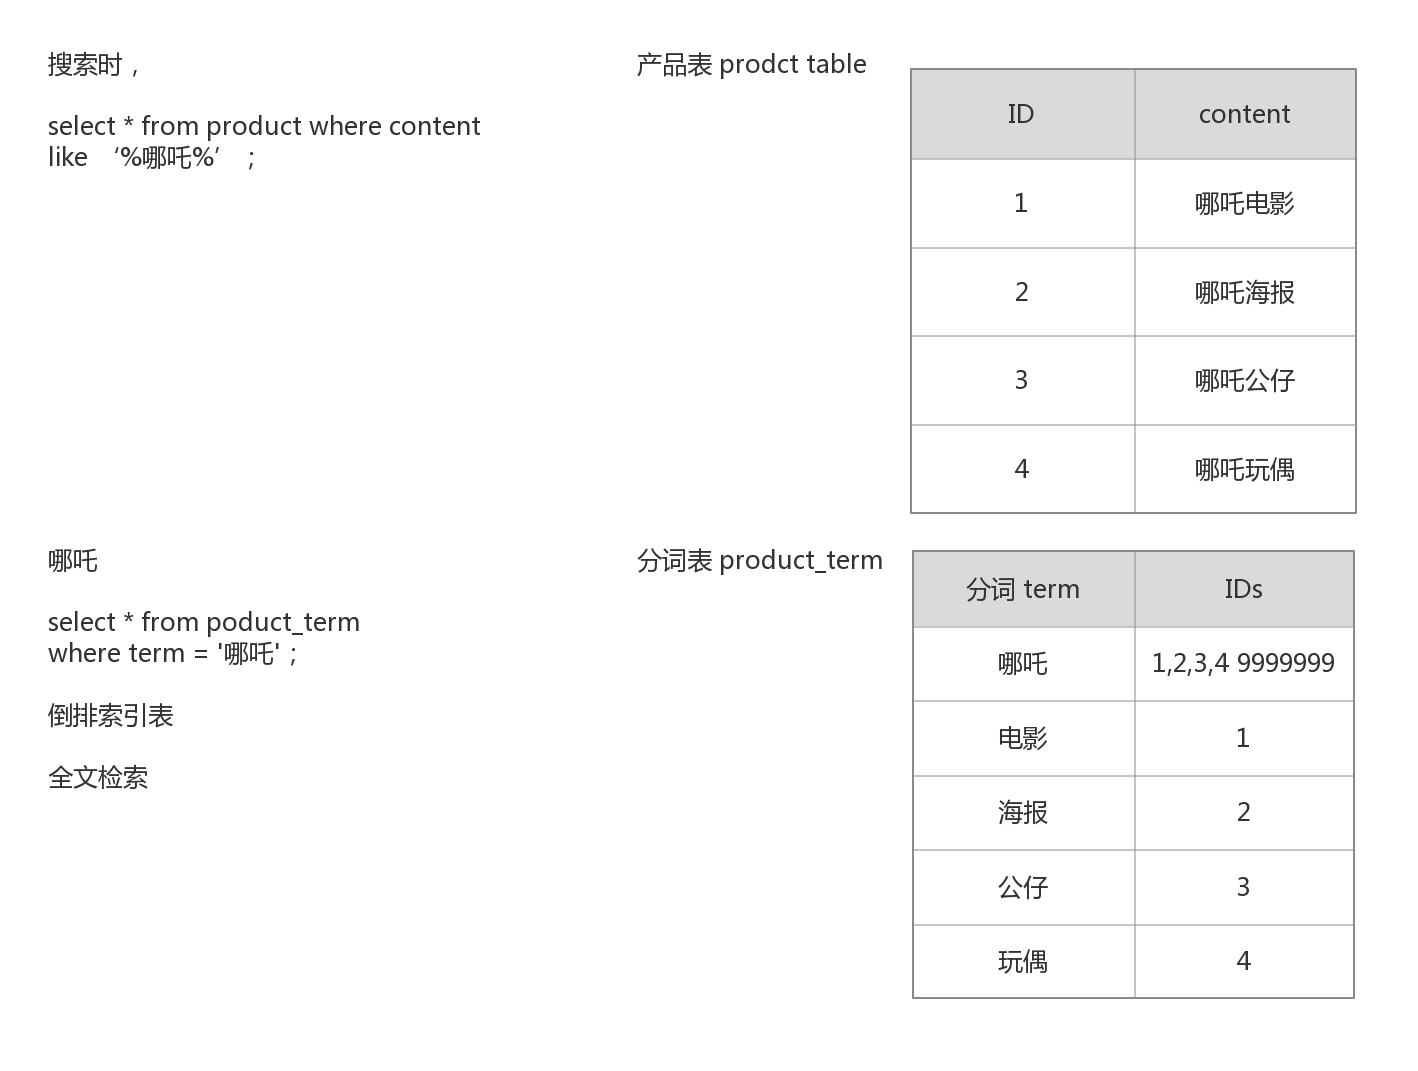 搜索时，
select * from product where content
like ‘%哪吒%’ ;
产品表 prodct table
ID content
1 哪吒电影
2 哪吒海报
3 哪吒公仔
4 哪吒玩偶
哪吒
select * from poduct_term
where term = '哪吒' ;
倒排索引表
全文检索
分词表 product_term
分词 term IDs
哪吒 1,2,3,4 9999999
电影 1
海报 2
公仔 3
玩偶 4